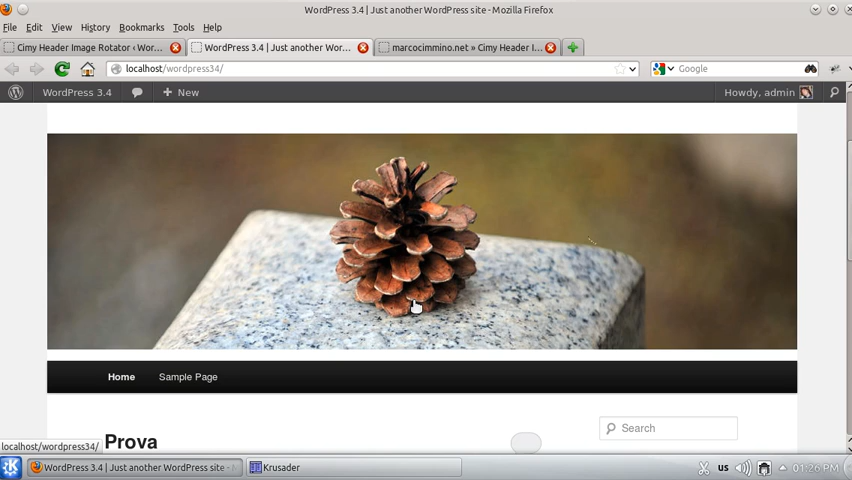 WordPress 3.4 | Just another WordPress site - Mozilla Firefox
File Edit View History Bookmarks Tools Help
Cimy Header Image Rotator ‹ Wor... WordPress 3.4 | Just another Wor... marcocimmino.net » Cimy Header I...
localhost/wordpress34/ Google
WordPress 3.4 + New Howdy, admin
Home Sample Page
Search
Prova
localhost/wordpress34/
WordPress 3.4 | Just another WordPress site - M Krusader us 01:26 PM